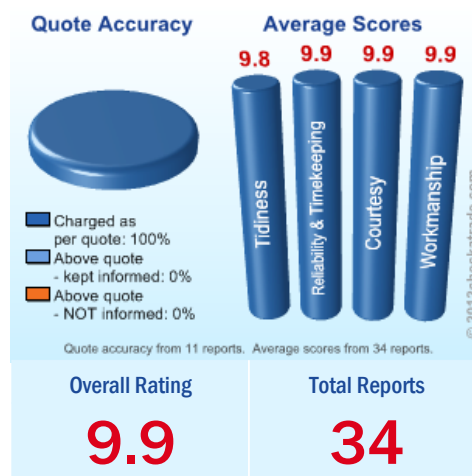 Quote Accuracy
Average Scores
9.8
9.9
9.9
9.9
Tidiness
Reliability & Timekeeping
Courtesy
Workmanship
Charged as
per quote: 100%
Above quote
- kept informed: 0%
Above quote
- NOT informed: 0%
Quote accuracy from 11 reports. Average scores from 34 reports.
Overall Rating
Total Reports
9.9
34